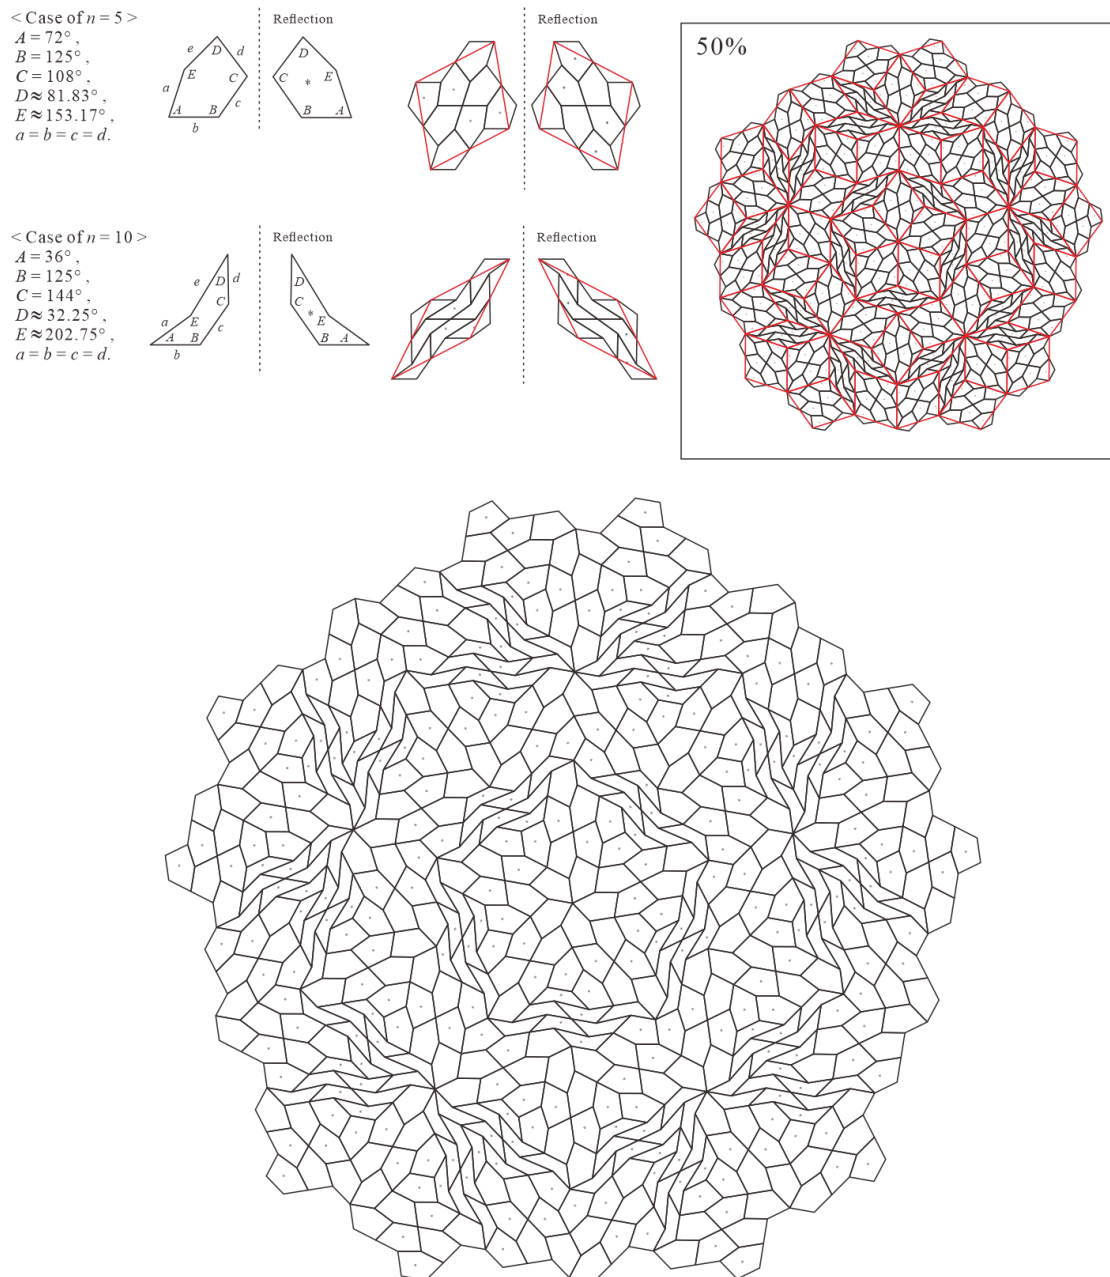 < Case of n = 5 >
A = 72° ,
B = 125° ,
C = 108° ,
D ≈ 81.83° ,
E ≈ 153.17° ,
a = b = c = d.
e
D
d
a
E
C
A
B
c
b
Reflection
D
C
*
E
B
A
Reflection
50%
< Case of n = 10 >
A = 36° ,
B = 125° ,
C = 144° ,
D ≈ 32.25° ,
E ≈ 202.75° ,
a = b = c = d.
e
D
d
C
a
E
c
A
B
b
Reflection
D
C
*
E
B
A
Reflection